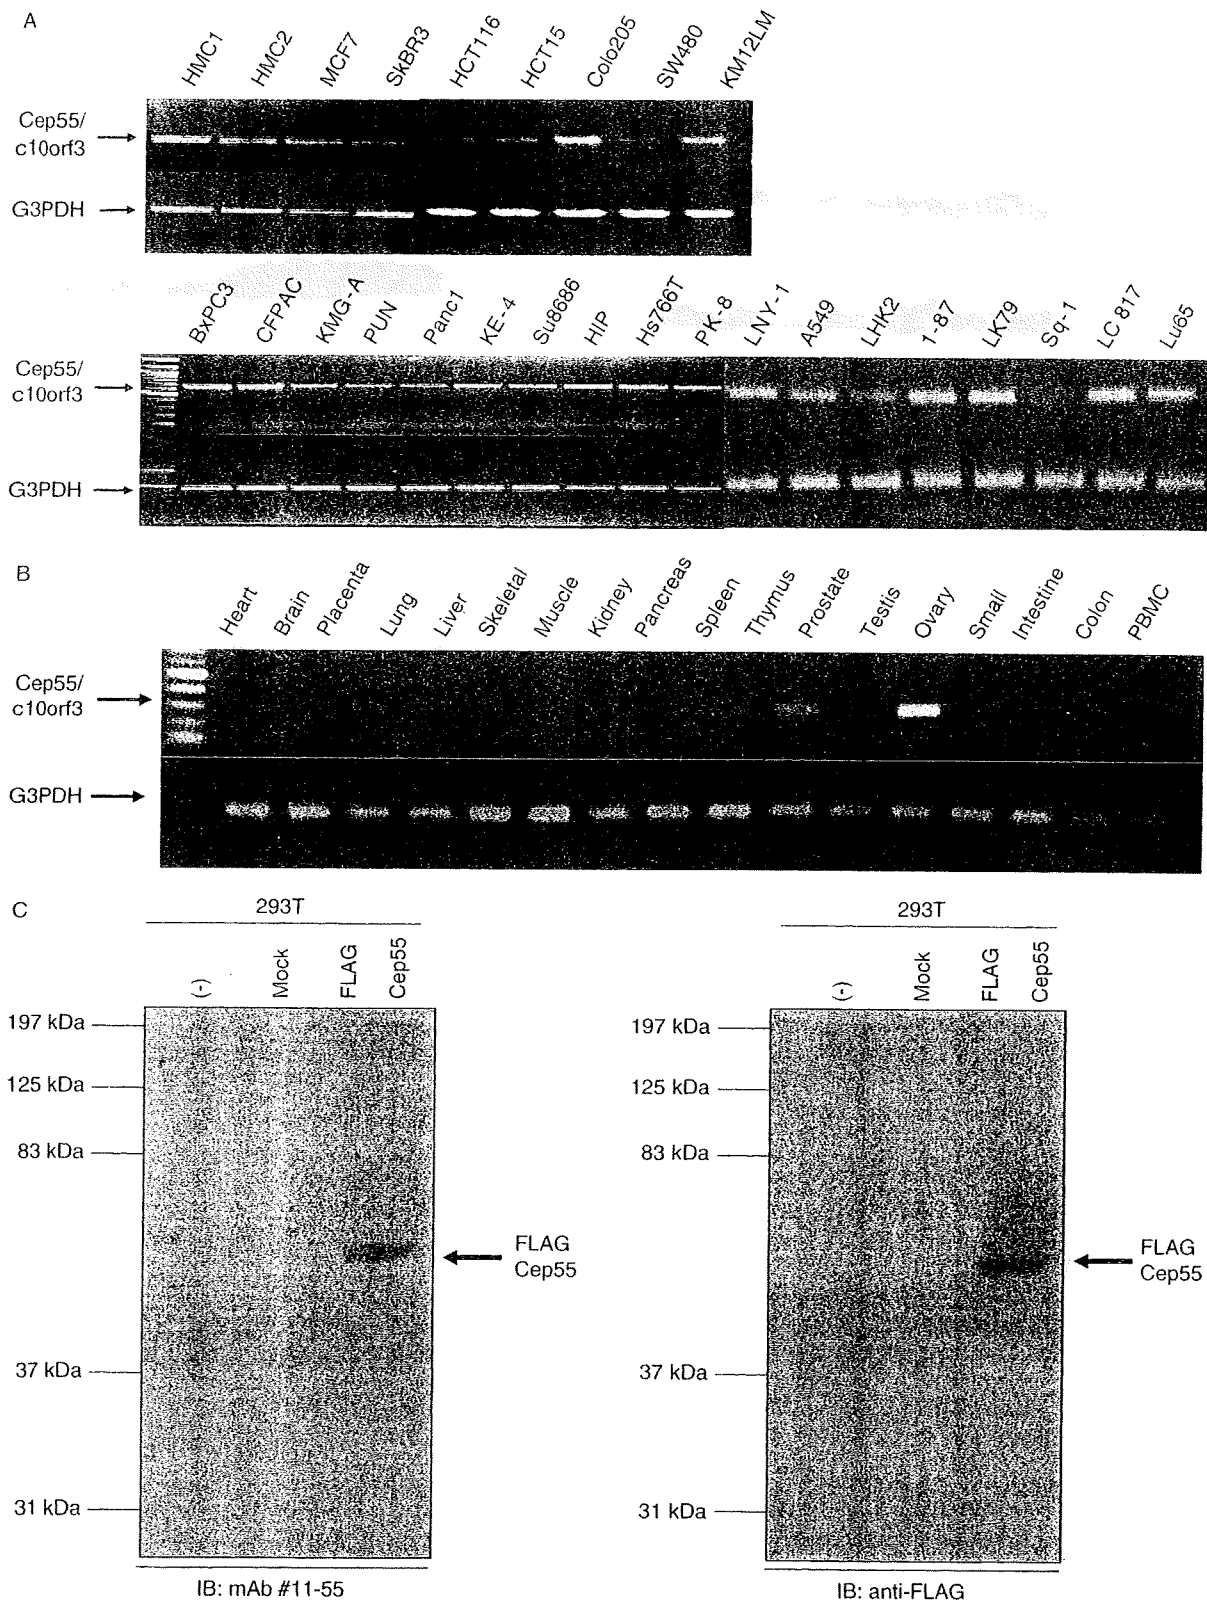 A
HMC1 HMC2 MCF7 SkBR3 HCT116 HCT15 Colo205 SW480 KM12LM
Cep55/
c10orf3
G3PDH
BxPC3 CFPAC KMG-A PUN Panc1 KE-4 Su8686 HIP Hs766T PK-8 LNY-1 A549 LHK2 1-87 LK79 Sq-1 LC 817 Lu65
Cep55/
c10orf3
G3PDH
B
Heart Brain Placenta Lung Liver Skeletal Muscle Kidney Pancreas Spleen Thymus Prostate Testis Ovary Small Intestine Colon PBMC
Cep55/
c10orf3
G3PDH
C
293T
(-) Mock FLAG Cep55
197 kDa
125 kDa
83 kDa
FLAG
Cep55
37 kDa
31 kDa
IB: mAb #11-55
293T
(-) Mock FLAG Cep55
197 kDa
125 kDa
83 kDa
FLAG
Cep55
37 kDa
31 kDa
IB: anti-FLAG